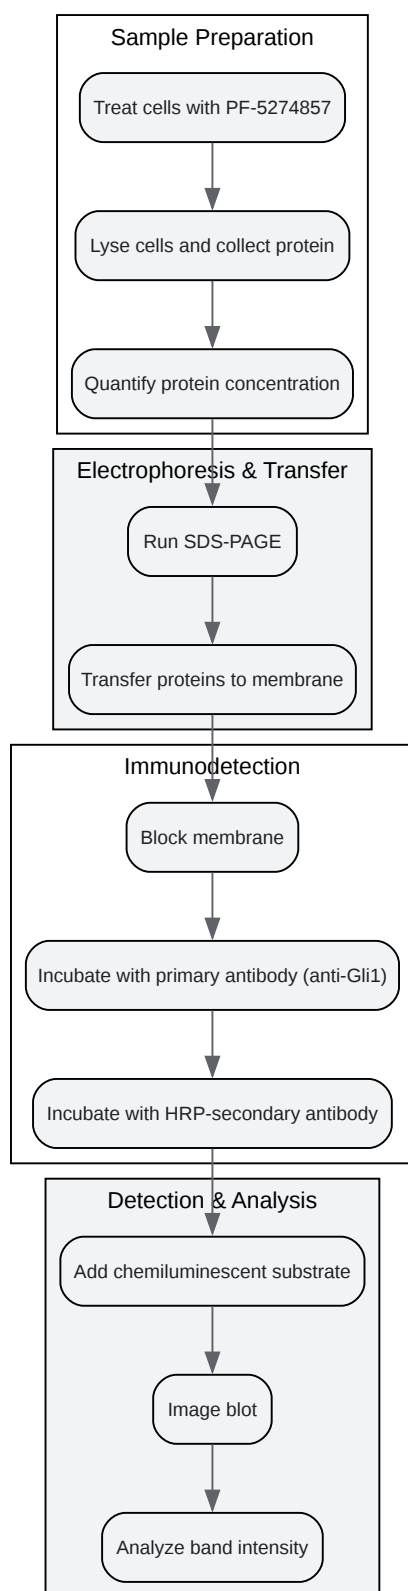 Sample Preparation
Treat cells with PF-5274857
Lyse cells and collect protein
Quantify protein concentration
Electrophoresis & Transfer
Run SDS-PAGE
Transfer proteins to membrane
Immunodetection
Block membrane
Incubate with primary antibody (anti-Gli1)
Incubate with HRP-secondary antibody
Detection & Analysis
Add chemiluminescent substrate
Image blot
Analyze band intensity